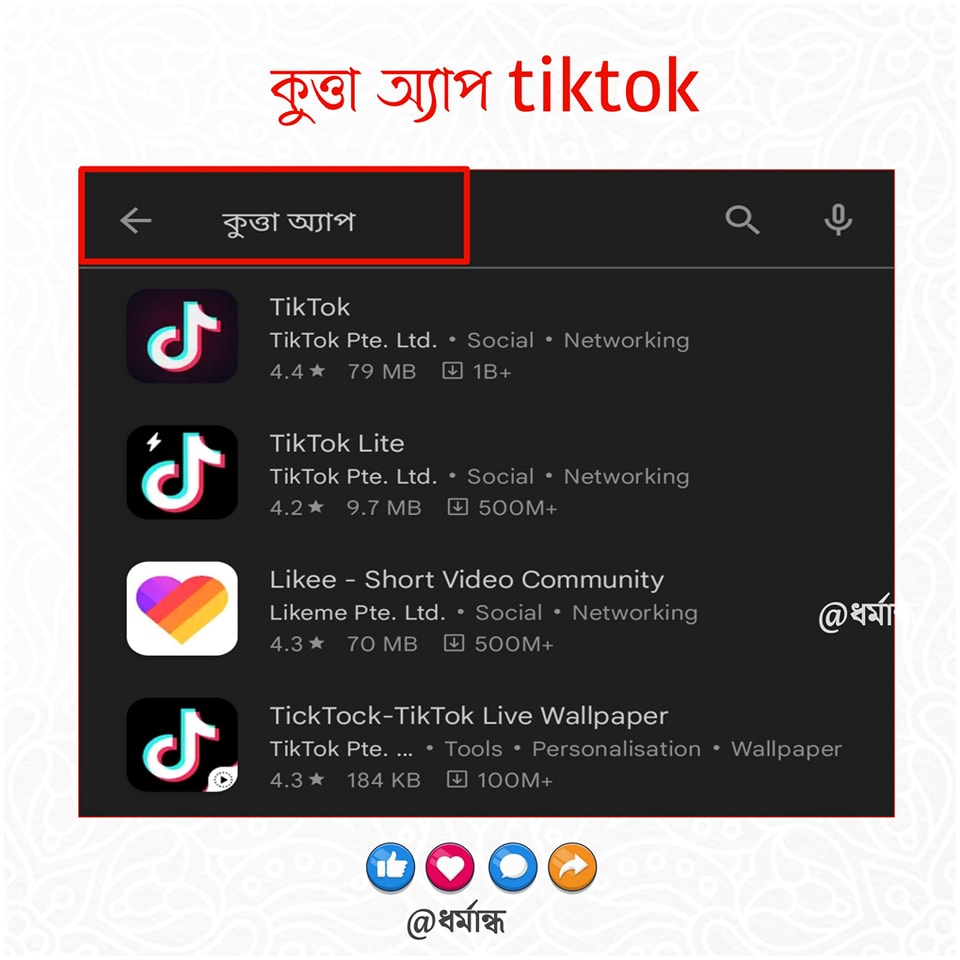 কুত্তা অ্যাপ tiktok
কুত্তা অ্যাপ
TikTok
TikTok Pte. Ltd. • Social • Networking
4.4★ 79 MB 1B+
TikTok Lite
TikTok Pte. Ltd. • Social • Networking
4.2★ 9.7 MB 500M+
Likee - Short Video Community
Likeme Pte. Ltd. • Social • Networking
@ধর্মান্ধ
4.3★ 70 MB 500M+
TickTock-TikTok Live Wallpaper
TikTok Pte. ... • Tools • Personalisation • Wallpaper
4.3★ 184 KB 100M+
@ধর্মান্ধ